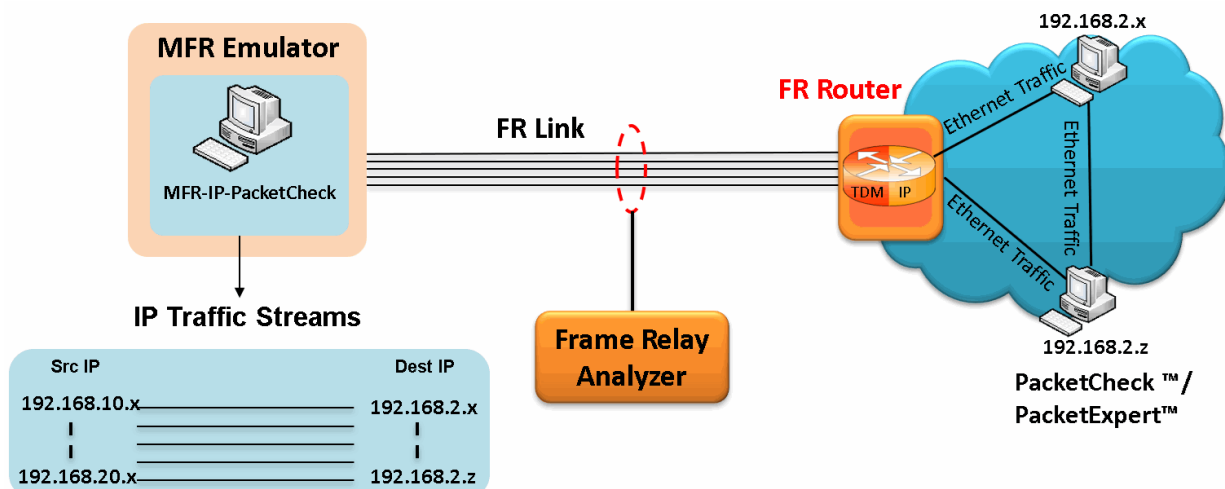 MFR Emulator
MFR-IP-PacketCheck
IP Traffic Streams
Src IP
Dest IP
192.168.10.x
192.168.2.x
192.168.20.x
192.168.2.z
FR Link
Frame Relay
Analyzer
FR Router
TDM
IP
192.168.2.x
Ethernet Traffic
Ethernet Traffic
Ethernet Traffic
192.168.2.z
PacketCheck ™/
PacketExpert™